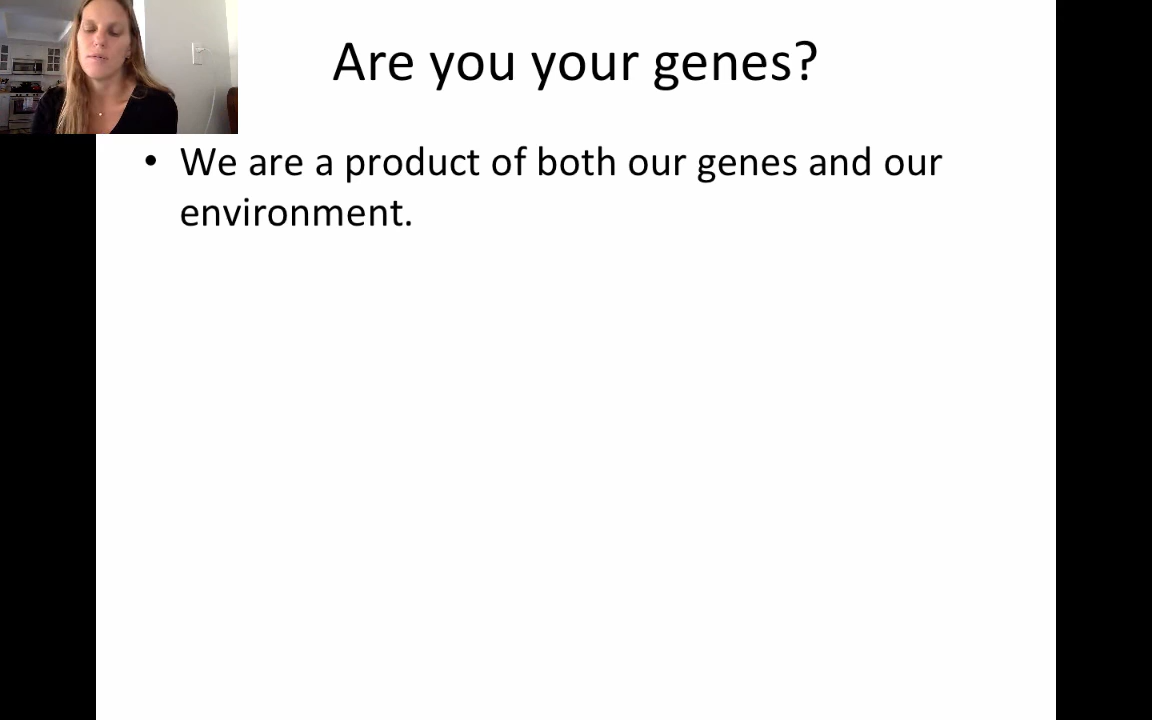 Are you your genes?
• We are a product of both our genes and our
environment.